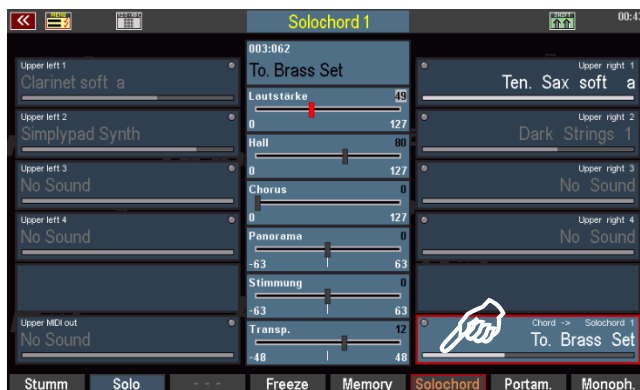 MENU
Solochord 1
SHIFT
003:062
To. Brass Set
Upper left 1
Clarinet soft a
Upper left 2
Simplypad Synth
Upper left 3
No Sound
Upper left 4
No Sound
Upper MIDI out
No Sound
Lautstärke 49
0 127
Hall 80
0 127
Chorus 0
0 127
Panorama 0
-63 63
Stimmung 0
-63 63
Transp. 12
-48 48
Upper right 1
Ten. Sax soft a
Upper right 2
Dark Strings 1
Upper right 3
No Sound
Upper right 4
No Sound
Chord -> Solochord 1
To. Brass Set
Stumm Solo - - - Freeze Memory Solochord Portam. Monoph.